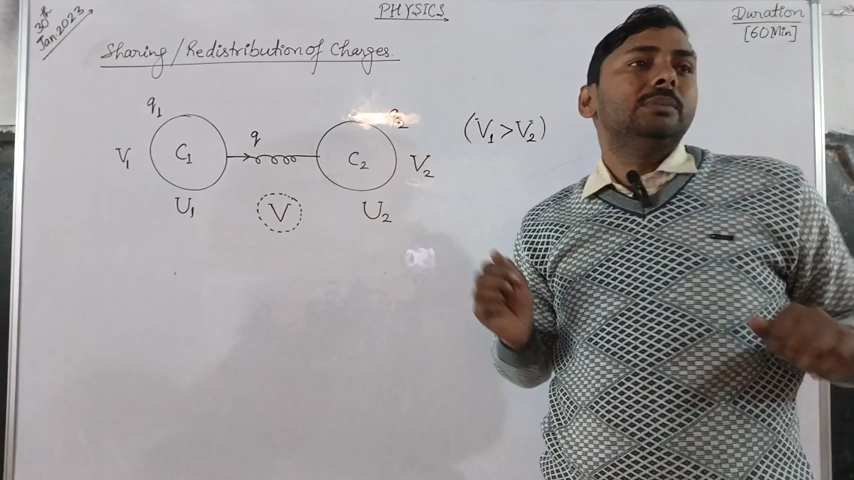 30th Jan. 2023
PHYSICS
Duration
[60 Min]
Sharing/Redistribution of Charges.
q1
V1
C1
q
C2
V2
(V1 > V2)
U1
V
U2